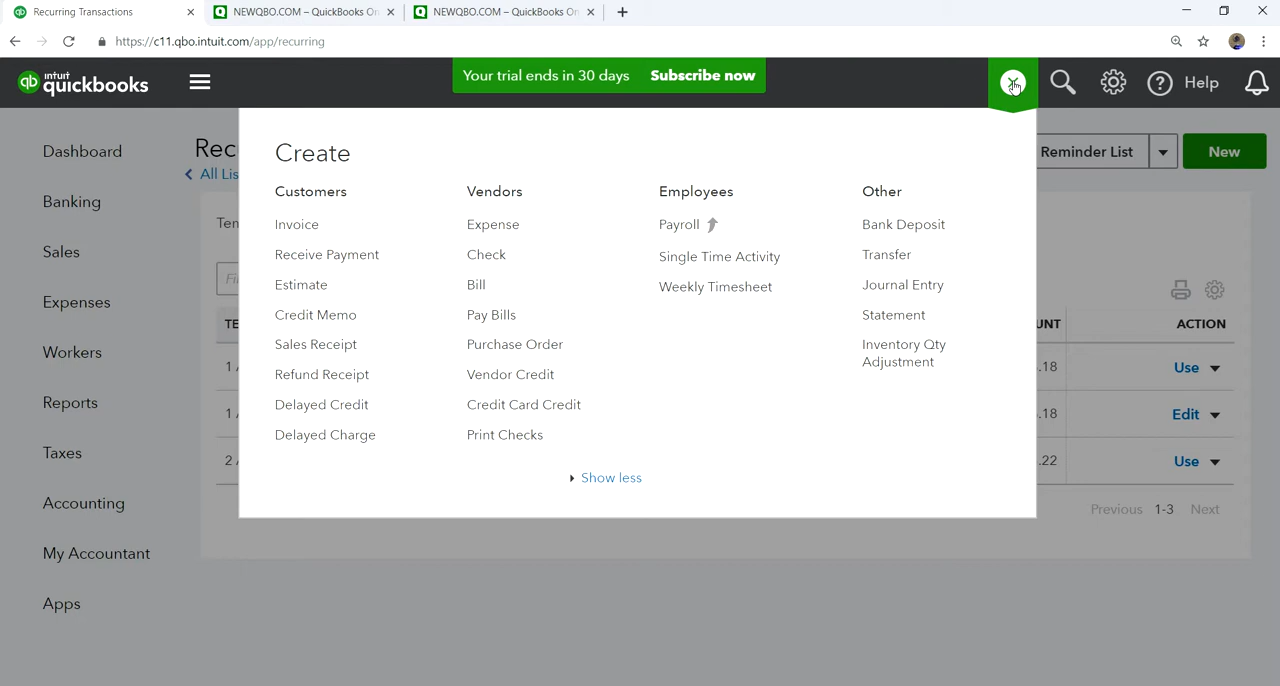 Recurring Transactions
NEWQBO.COM – QuickBooks On
NEWQBO.COM – QuickBooks On
https://c11.qbo.intuit.com/app/recurring
qb intuit quickbooks
Your trial ends in 30 days Subscribe now
Help
Dashboard
Banking
Sales
Expenses
Workers
Reports
Taxes
Accounting
My Accountant
Apps
Rec
All Lis
Reminder List
New
Create
Customers
Invoice
Receive Payment
Estimate
Credit Memo
Sales Receipt
Refund Receipt
Delayed Credit
Delayed Charge
Vendors
Expense
Check
Bill
Pay Bills
Purchase Order
Vendor Credit
Credit Card Credit
Print Checks
Employees
Payroll
Single Time Activity
Weekly Timesheet
Other
Bank Deposit
Transfer
Journal Entry
Statement
Inventory Qty
Adjustment
Show less
Ten
Fi
TE UNT ACTION
1 .18 Use
1 .18 Edit
2 .22 Use
Previous 1-3 Next